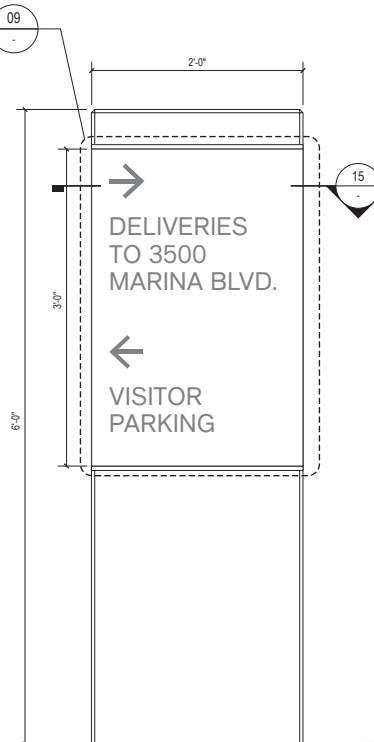 09
-
2'-0"
15
-
DELIVERIES
TO 3500
MARINA BLVD.
3'-0"
VISITOR
PARKING
6'-0"